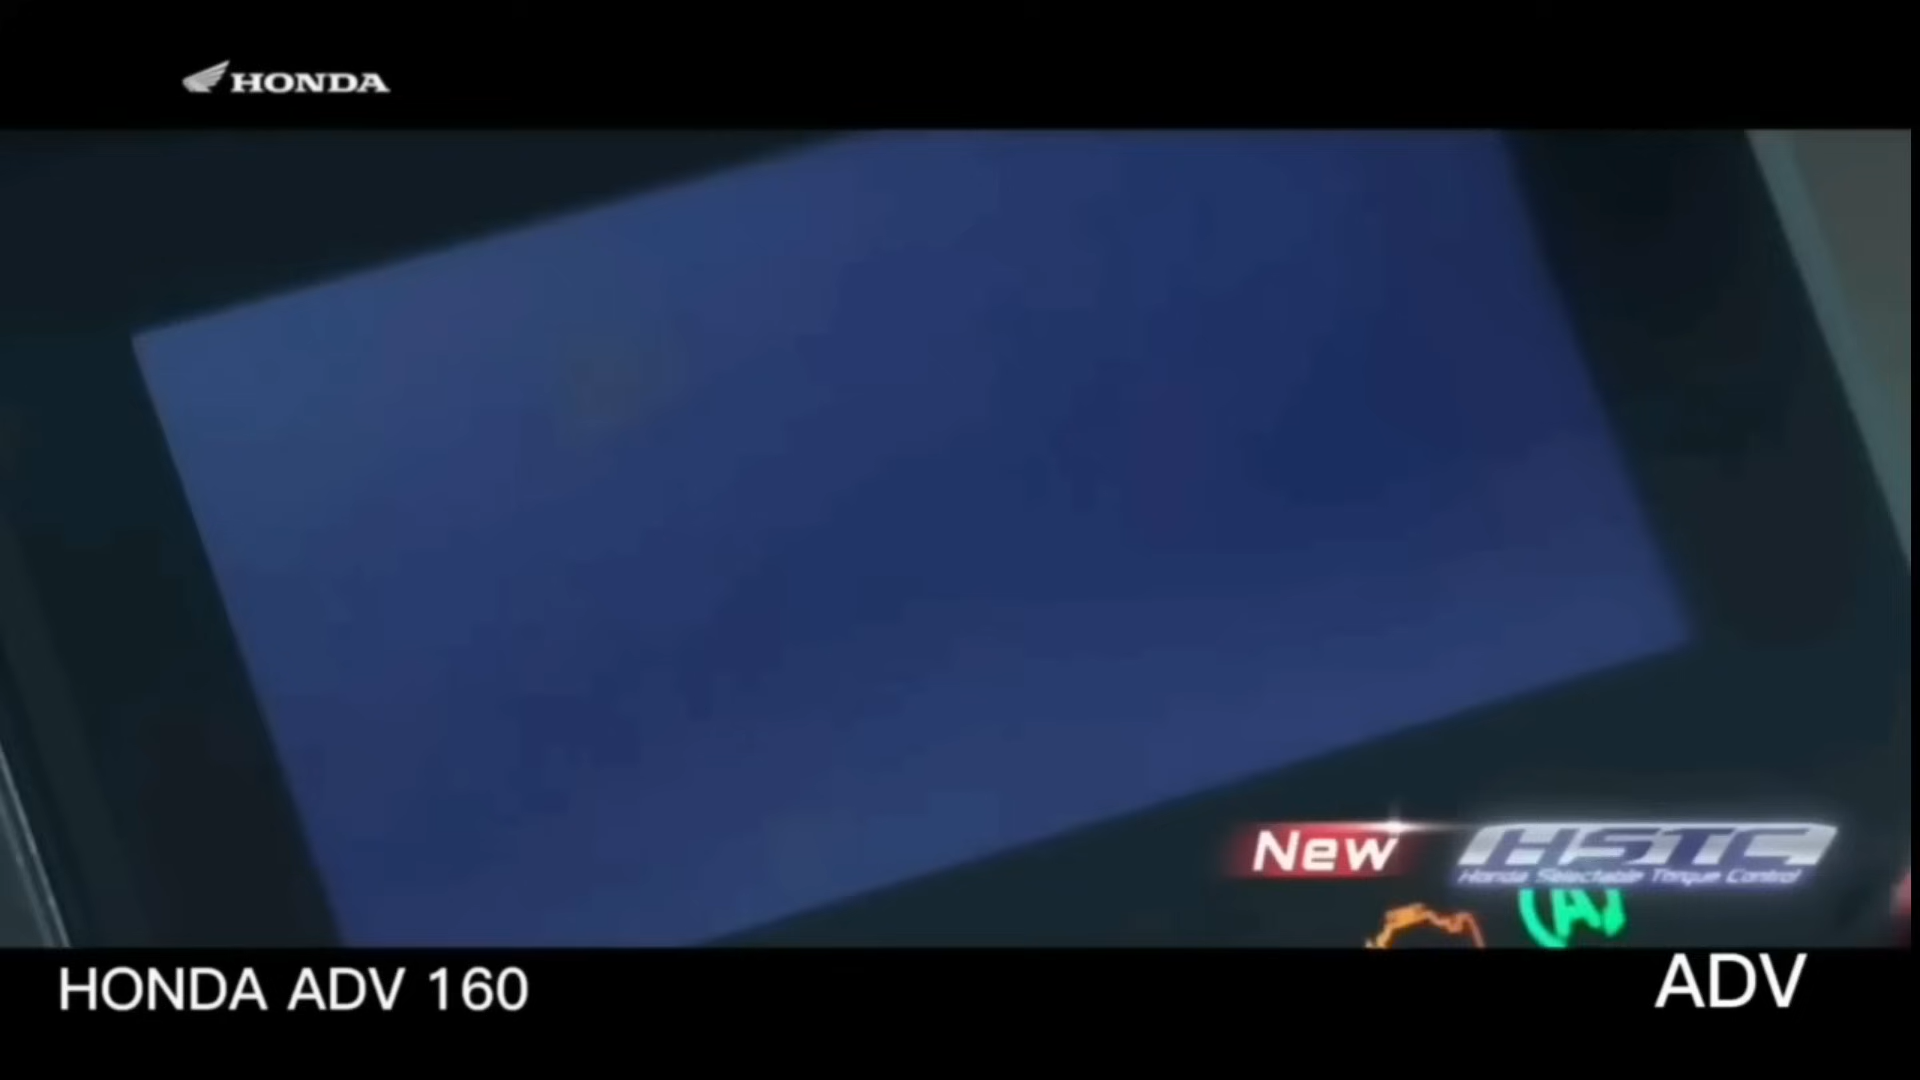 HONDA
New HSTC
Honda Selectable Torque Control
A
HONDA ADV 160
ADV